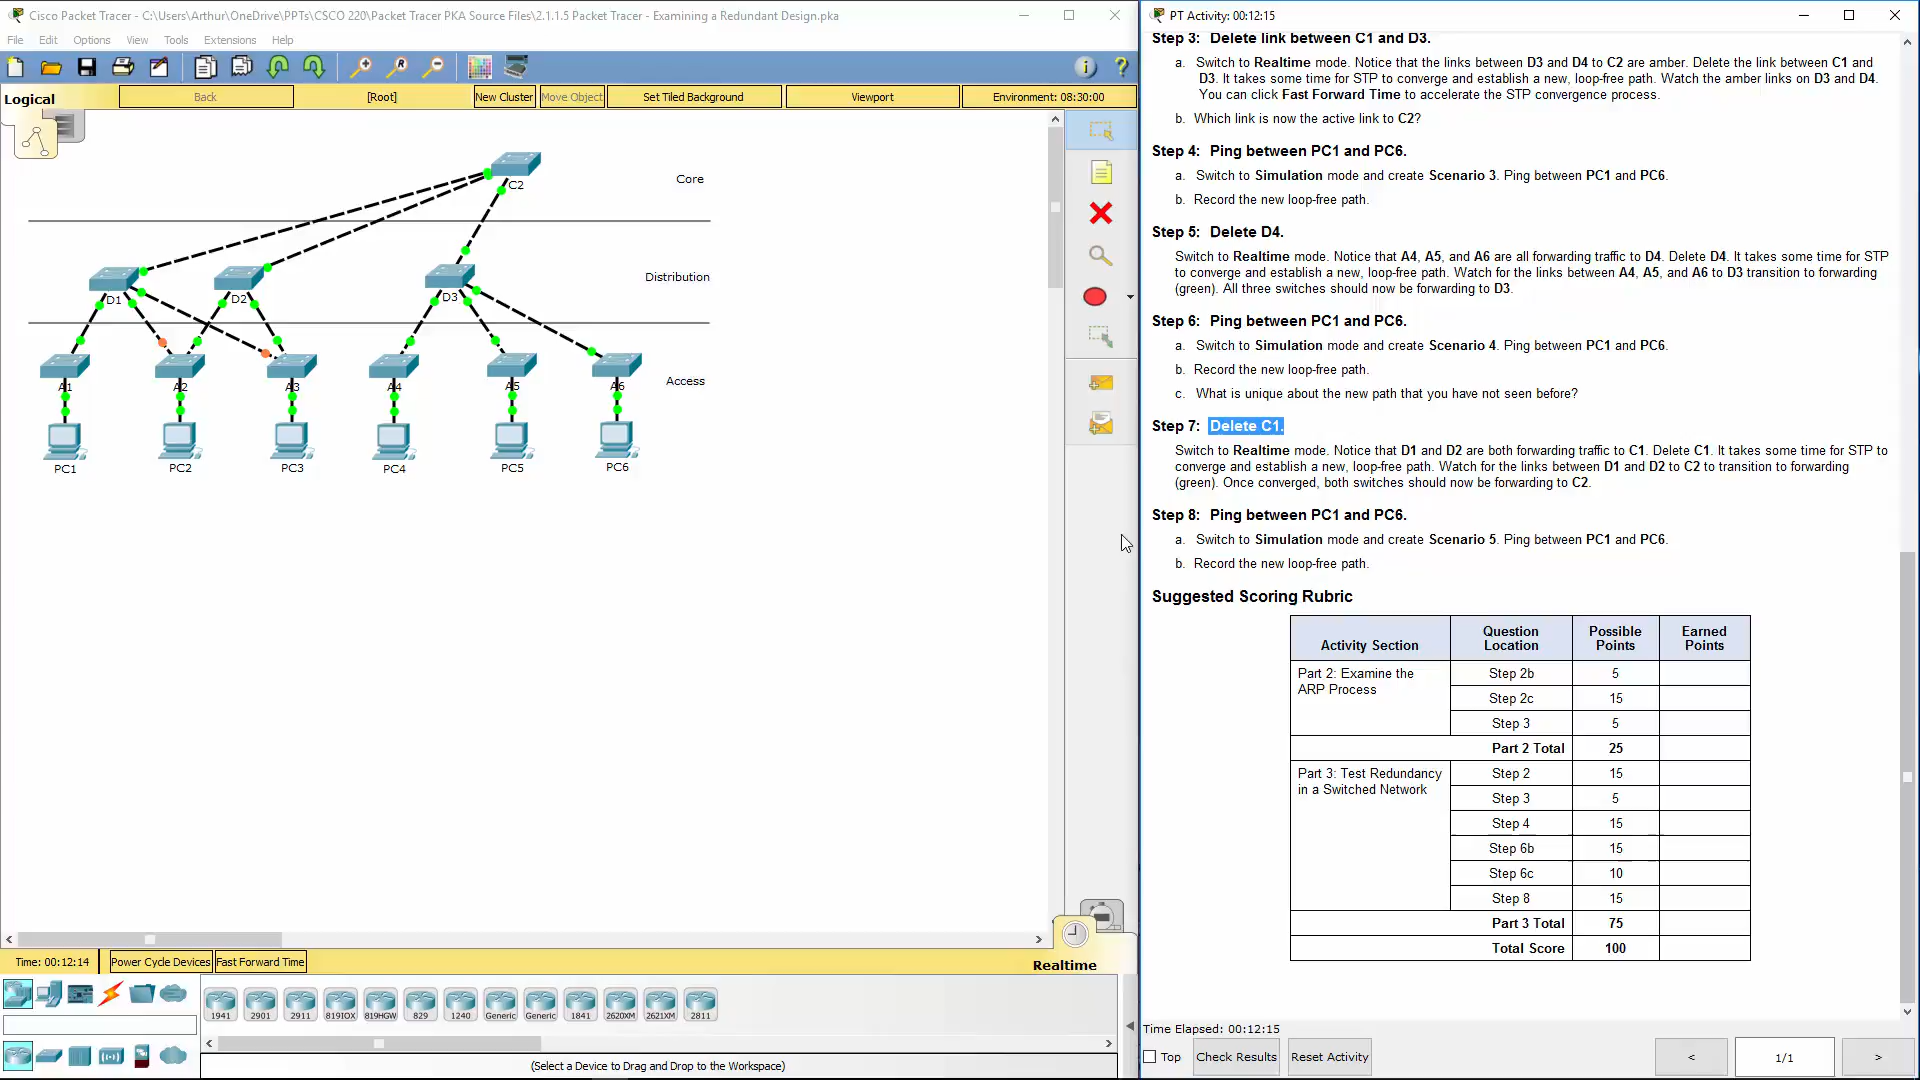 Cisco Packet Tracer - C:\Users\Arthur\OneDrive\PPTs\CSCO 220\Packet Tracer PKA Source Files\2.1.1.5 Packet Tracer - Examining a Redundant Design.pka
File Edit Options View Tools Extensions Help
Logical
Back
[Root]
New Cluster
Move Object
Set Tiled Background
Viewport
Environment: 08:30:00
C2
Core
Distribution
D1
D2
D3
Access
A1
A2
A3
A4
A5
A6
PC1
PC2
PC3
PC4
PC5
PC6
Time: 00:12:14
Power Cycle Devices
Fast Forward Time
Realtime
1941
2901
2911
819IOX
819HGW
829
1240
Generic
Generic
1841
2620XM
2621XM
2811
(Select a Device to Drag and Drop to the Workspace)
PT Activity: 00:12:15
Step 3: Delete link between C1 and D3.
a. Switch to Realtime mode. Notice that the links between D3 and D4 to C2 are amber. Delete the link between C1 and
D3. It takes some time for STP to converge and establish a new, loop-free path. Watch the amber links on D3 and D4.
You can click Fast Forward Time to accelerate the STP convergence process.
b. Which link is now the active link to C2?
Step 4: Ping between PC1 and PC6.
a. Switch to Simulation mode and create Scenario 3. Ping between PC1 and PC6.
b. Record the new loop-free path.
Step 5: Delete D4.
Switch to Realtime mode. Notice that A4, A5, and A6 are all forwarding traffic to D4. Delete D4. It takes some time for STP
to converge and establish a new, loop-free path. Watch for the links between A4, A5, and A6 to D3 transition to forwarding
(green). All three switches should now be forwarding to D3.
Step 6: Ping between PC1 and PC6.
a. Switch to Simulation mode and create Scenario 4. Ping between PC1 and PC6.
b. Record the new loop-free path.
c. What is unique about the new path that you have not seen before?
Step 7: Delete C1.
Switch to Realtime mode. Notice that D1 and D2 are both forwarding traffic to C1. Delete C1. It takes some time for STP to
converge and establish a new, loop-free path. Watch for the links between D1 and D2 to C2 to transition to forwarding
(green). Once converged, both switches should now be forwarding to C2.
Step 8: Ping between PC1 and PC6.
a. Switch to Simulation mode and create Scenario 5. Ping between PC1 and PC6.
b. Record the new loop-free path.
Suggested Scoring Rubric
Activity Section
Question Location
Possible Points
Earned Points
Part 2: Examine the ARP Process
Step 2b 5
Step 2c 15
Step 3 5
Part 2 Total 25
Part 3: Test Redundancy in a Switched Network
Step 2 15
Step 3 5
Step 4 15
Step 6b 15
Step 6c 10
Step 8 15
Part 3 Total 75
Total Score 100
Time Elapsed: 00:12:15
Top
Check Results
Reset Activity
<
1/1
>